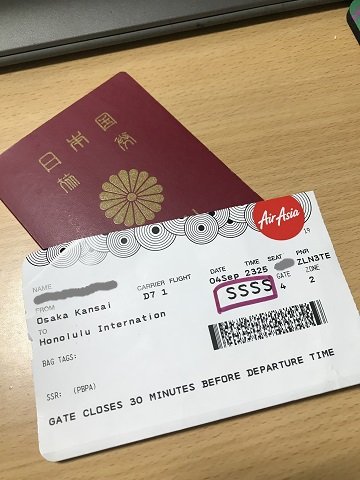 日本国
旅券
AirAsia
19
NAME
FROM
Osaka Kansai
TO
Honolulu Internation
CARRIER FLIGHT
D7 1
DATE TIME SEAT PNR
04Sep 2325 ZLN3TE
SSSS
GATE ZONE
4 2
BAG TAGS:
SSR: (PBPA)
GATE CLOSES 30 MINUTES BEFORE DEPARTURE TIME